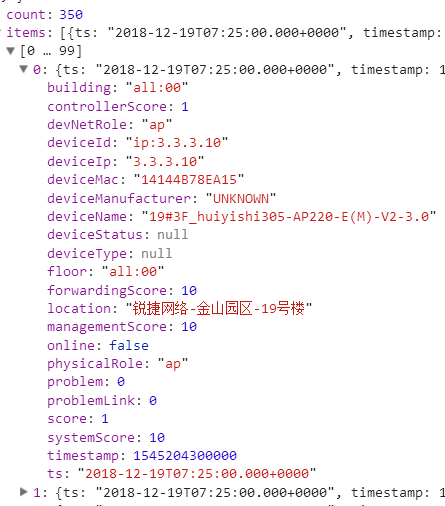 count: 350
items: [{ts: "2018-12-19T07:25:00.000+0000", timestamp:
[0 … 99]
0: {ts: "2018-12-19T07:25:00.000+0000", timestamp: 1
building: "all:00"
controllerScore: 1
devNetRole: "ap"
deviceId: "ip:3.3.3.10"
deviceIp: "3.3.3.10"
deviceMac: "14144B78EA15"
deviceManufacturer: "UNKNOWN"
deviceName: "19#3F_huiyishi305-AP220-E(M)-V2-3.0"
deviceStatus: null
deviceType: null
floor: "all:00"
forwardingScore: 10
location: "锐捷网络-金山园区-19号楼"
managementScore: 10
online: false
physicalRole: "ap"
problem: 0
problemLink: 0
score: 1
systemScore: 10
timestamp: 1545204300000
ts: "2018-12-19T07:25:00.000+0000"
1: {ts: "2018-12-19T07:25:00.000+0000", timestamp: 1